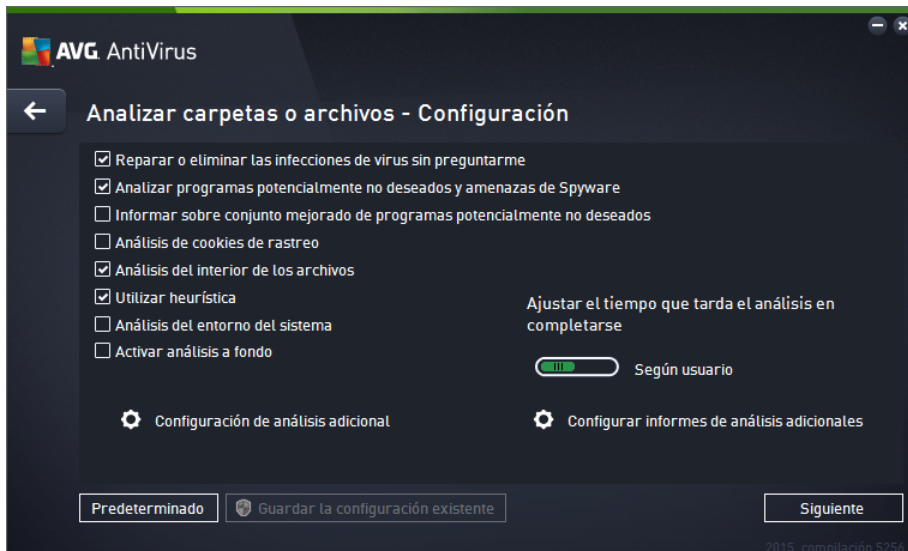 AVG. AntiVirus
Analizar carpetas o archivos - Configuración
Reparar o eliminar las infecciones de virus sin preguntarme
Analizar programas potencialmente no deseados y amenazas de Spyware
Informar sobre conjunto mejorado de programas potencialmente no deseados
Análisis de cookies de rastreo
Análisis del interior de los archivos
Utilizar heurística
Análisis del entorno del sistema
Activar análisis a fondo
Ajustar el tiempo que tarda el análisis en
completarse
Según usuario
Configuración de análisis adicional
Configurar informes de análisis adicionales
Predeterminado
Guardar la configuración existente
Siguiente
2015 compilación 5256